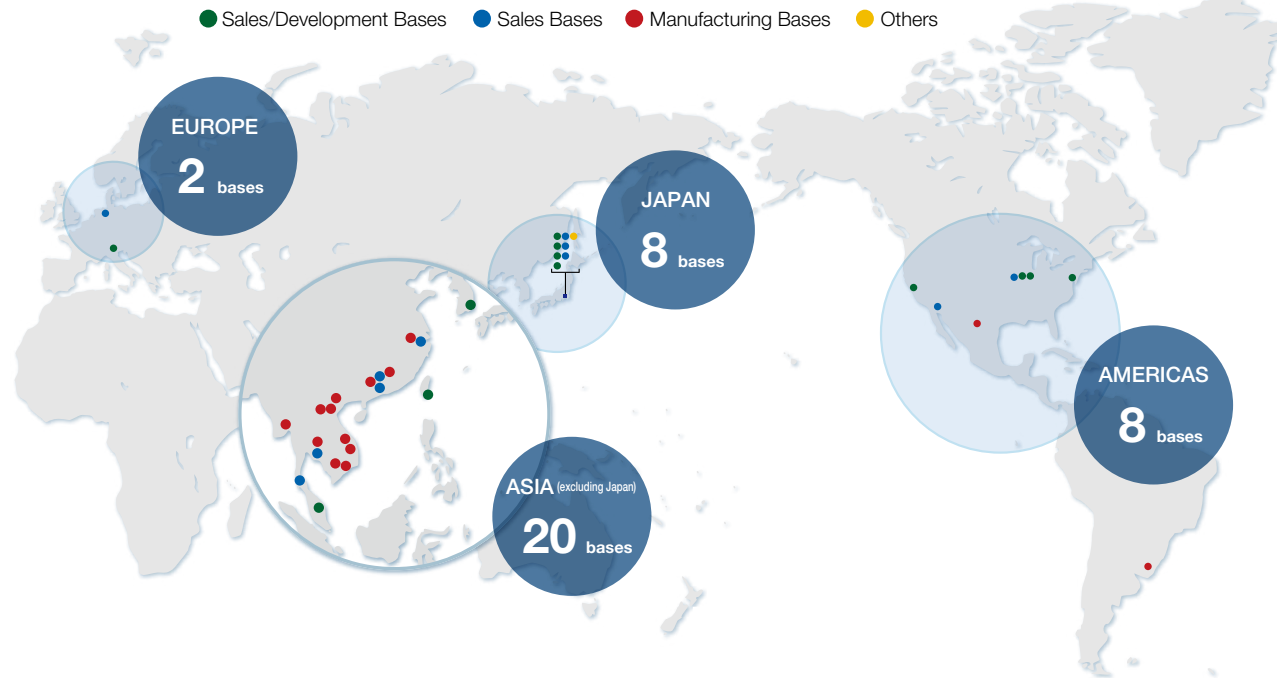 Sales/Development Bases Sales Bases Manufacturing Bases Others
EUROPE
2 bases
JAPAN
8 bases
AMERICAS
8 bases
ASIA (excluding Japan)
20 bases